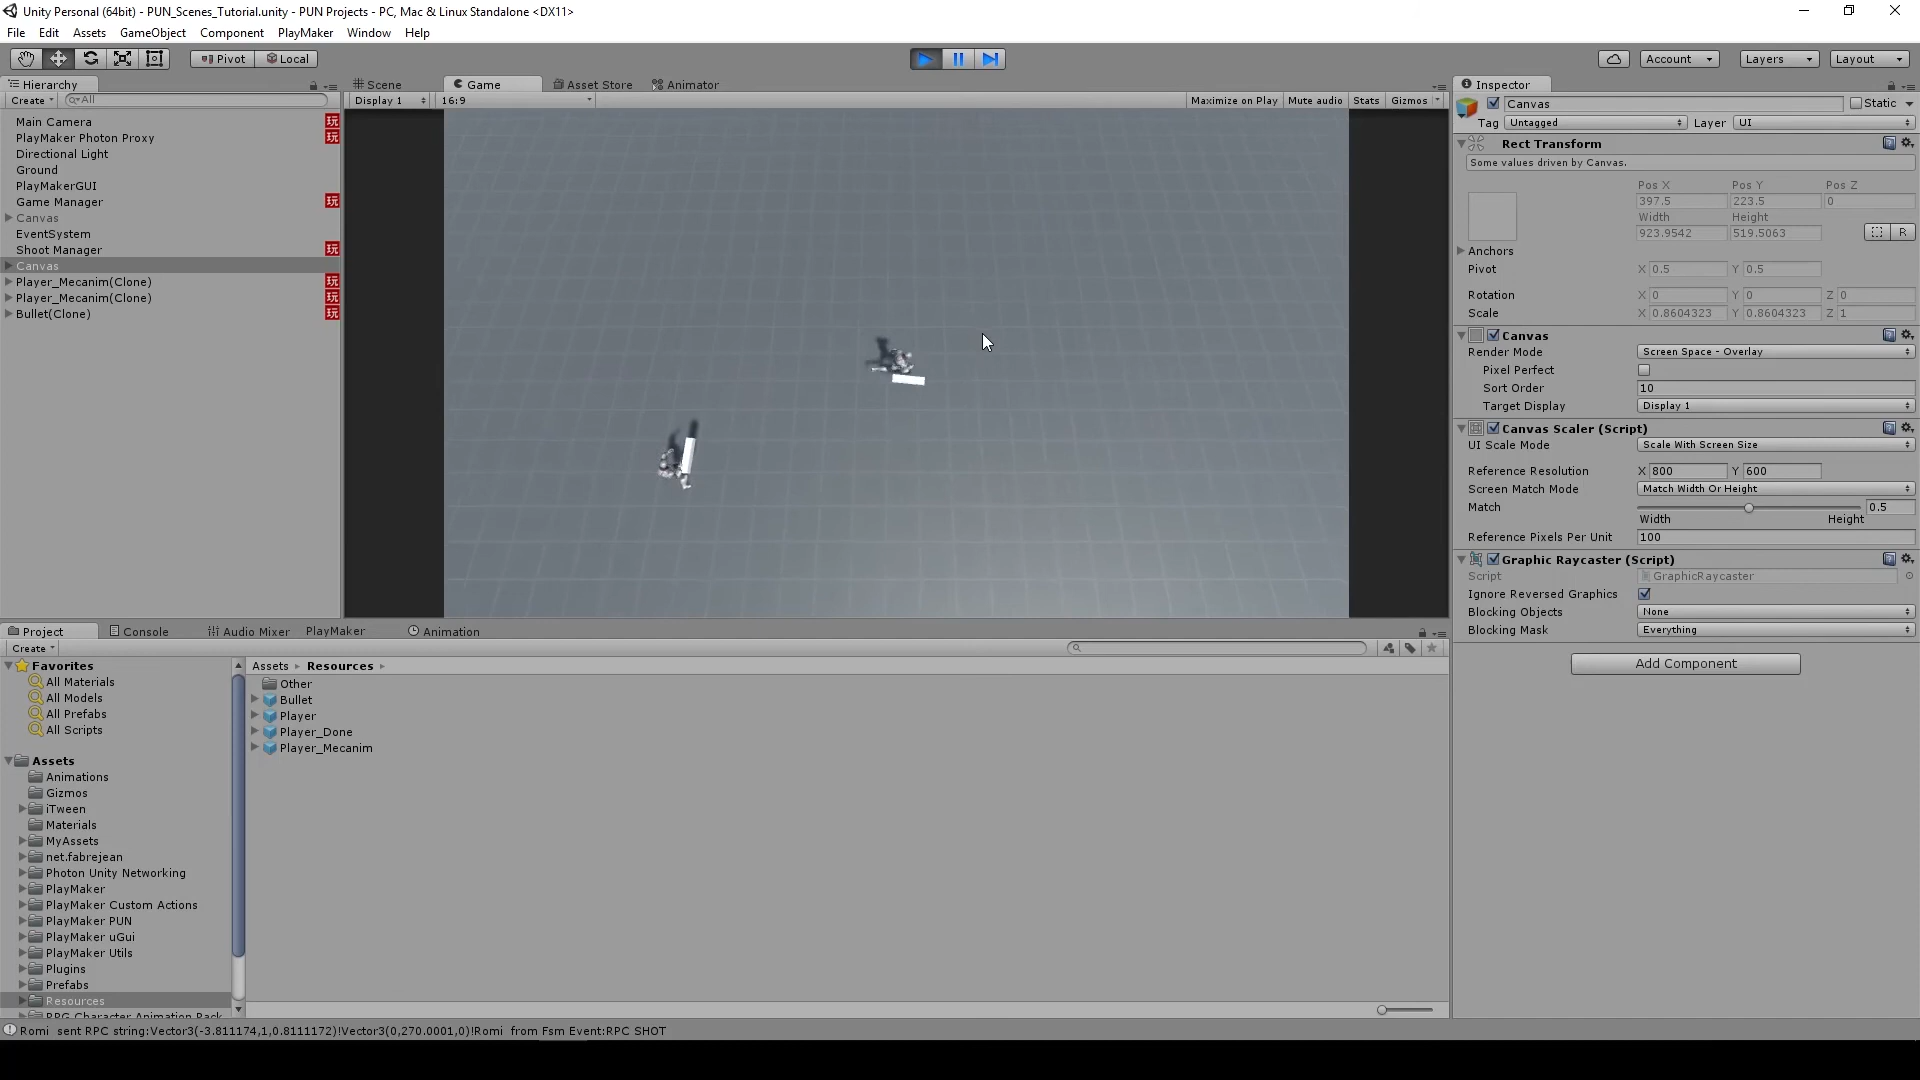 Unity Personal (64bit) - PUN_Scenes_Tutorial.unity - PUN Projects - PC, Mac & Linux Standalone <DX11>
File Edit Assets GameObject Component PlayMaker Window Help
Pivot Local Account Layers Layout
Hierarchy
Create All
Main Camera 玩
PlayMaker Photon Proxy 玩
Directional Light
Ground
PlayMakerGUI
Game Manager 玩
Canvas
EventSystem
Shoot Manager 玩
Canvas
Player_Mecanim(Clone) 玩
Player_Mecanim(Clone) 玩
Bullet(Clone) 玩
Scene Game Asset Store Animator
Display 1 16:9 Maximize on Play Mute audio Stats Gizmos
Inspector
Canvas Static
Tag Untagged Layer UI
Rect Transform
Some values driven by Canvas.
Pos X Pos Y Pos Z
397.5 223.5 0
Width Height
923.9542 519.5063 R
Anchors
Pivot X 0.5 Y 0.5
Rotation X 0 Y 0 Z 0
Scale X 0.8604323 Y 0.8604323 Z 1
Canvas
Render Mode Screen Space - Overlay
Pixel Perfect
Sort Order 10
Target Display Display 1
Canvas Scaler (Script)
UI Scale Mode Scale With Screen Size
Reference Resolution X 800 Y 600
Screen Match Mode Match Width Or Height
Match 0.5
Width Height
Reference Pixels Per Unit 100
Graphic Raycaster (Script)
Script GraphicRaycaster
Ignore Reversed Graphics
Blocking Objects None
Blocking Mask Everything
Add Component
Project Console Audio Mixer PlayMaker Animation
Create
Favorites
All Materials
All Models
All Prefabs
All Scripts
Assets
Animations
Gizmos
iTween
Materials
MyAssets
net.fabrejean
Photon Unity Networking
PlayMaker
PlayMaker Custom Actions
PlayMaker PUN
PlayMaker uGui
PlayMaker Utils
Plugins
Prefabs
Resources
RPG Character Animation Pack
Assets Resources
Other
Bullet
Player
Player_Done
Player_Mecanim
Romi sent RPC string:Vector3(-3.811174,1,0.8111172)!Vector3(0,270.0001,0)!Romi from Fsm Event:RPC SHOT